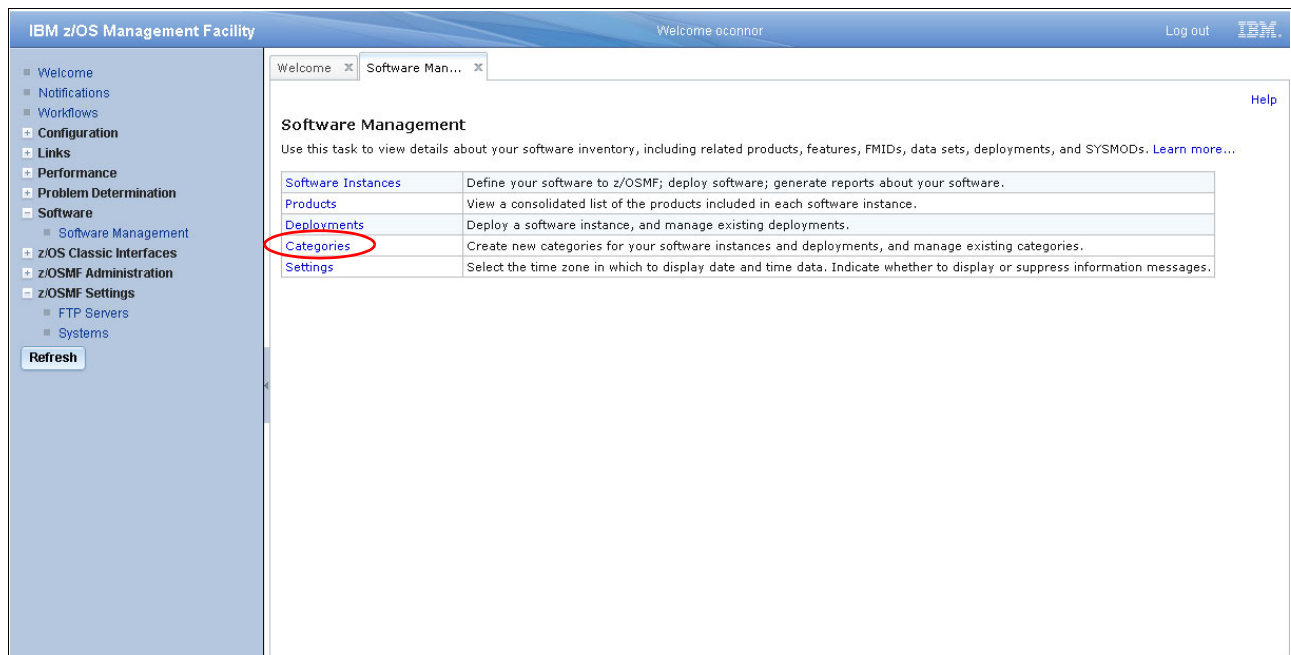 IBM z/OS Management Facility
Welcome oconnor
Log out
IBM.
Welcome
Notifications
Workflows
Configuration
Links
Performance
Problem Determination
Software
Software Management
z/OS Classic Interfaces
z/OSMF Administration
z/OSMF Settings
FTP Servers
Systems
Refresh
Welcome
Software Man...
Help
Software Management
Use this task to view details about your software inventory, including related products, features, FMIDs, data sets, deployments, and SYSMODs. Learn more...
Software Instances Define your software to z/OSMF; deploy software; generate reports about your software.
Products View a consolidated list of the products included in each software instance.
Deployments Deploy a software instance, and manage existing deployments.
Categories Create new categories for your software instances and deployments, and manage existing categories.
Settings Select the time zone in which to display date and time data. Indicate whether to display or suppress information messages.